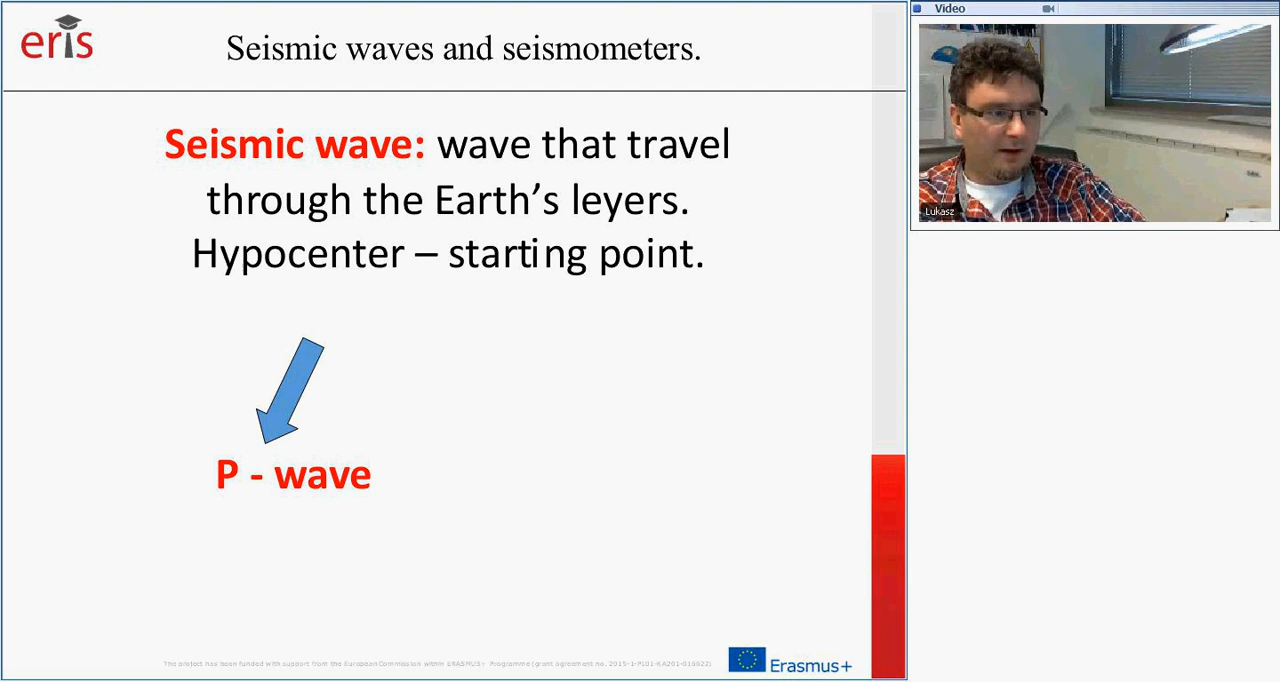 eris
Seismic waves and seismometers.
Seismic wave: wave that travel
through the Earth's leyers.
Hypocenter – starting point.
P - wave
The project has been funded with support from the European Commission within ERASMUS+ Programme (grant agreement no. 2015-1-PL01-KA201-016622)
Erasmus+
Video
Lukasz